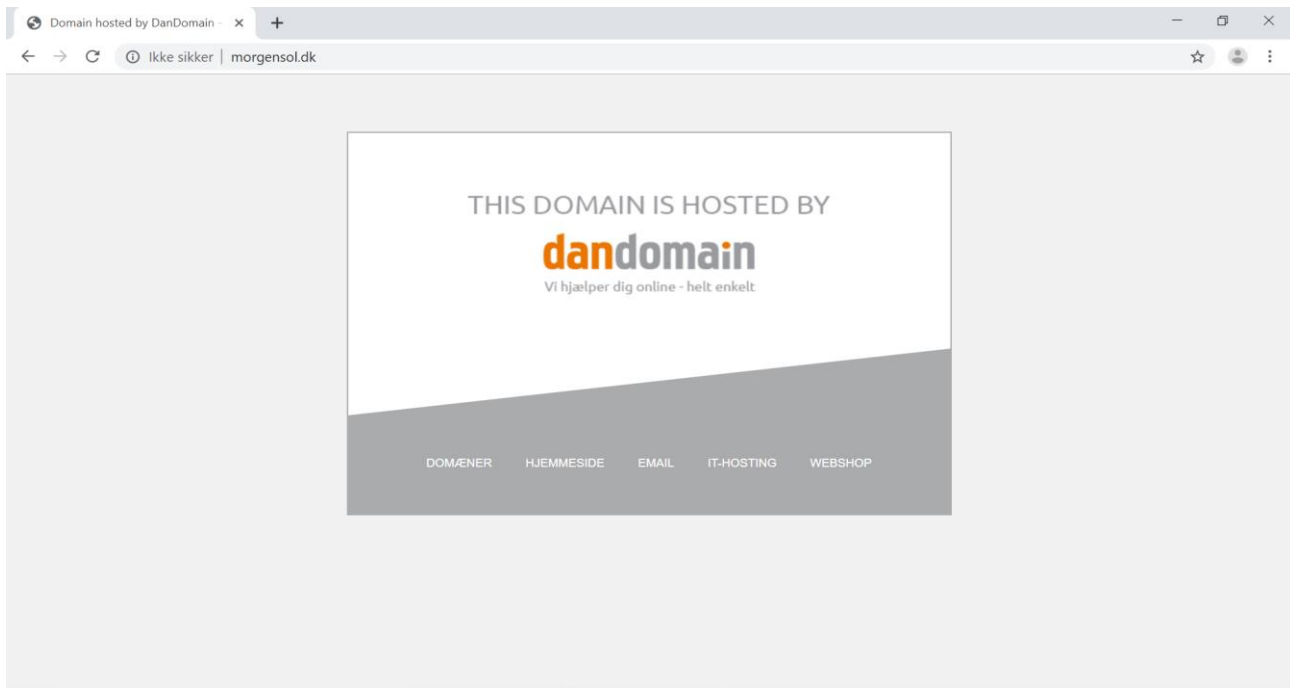 Domain hosted by DanDomain -
Ikke sikker | morgensol.dk
THIS DOMAIN IS HOSTED BY
dandomain
Vi hjælper dig online - helt enkelt
DOMÆNER HJEMMESIDE EMAIL IT-HOSTING WEBSHOP